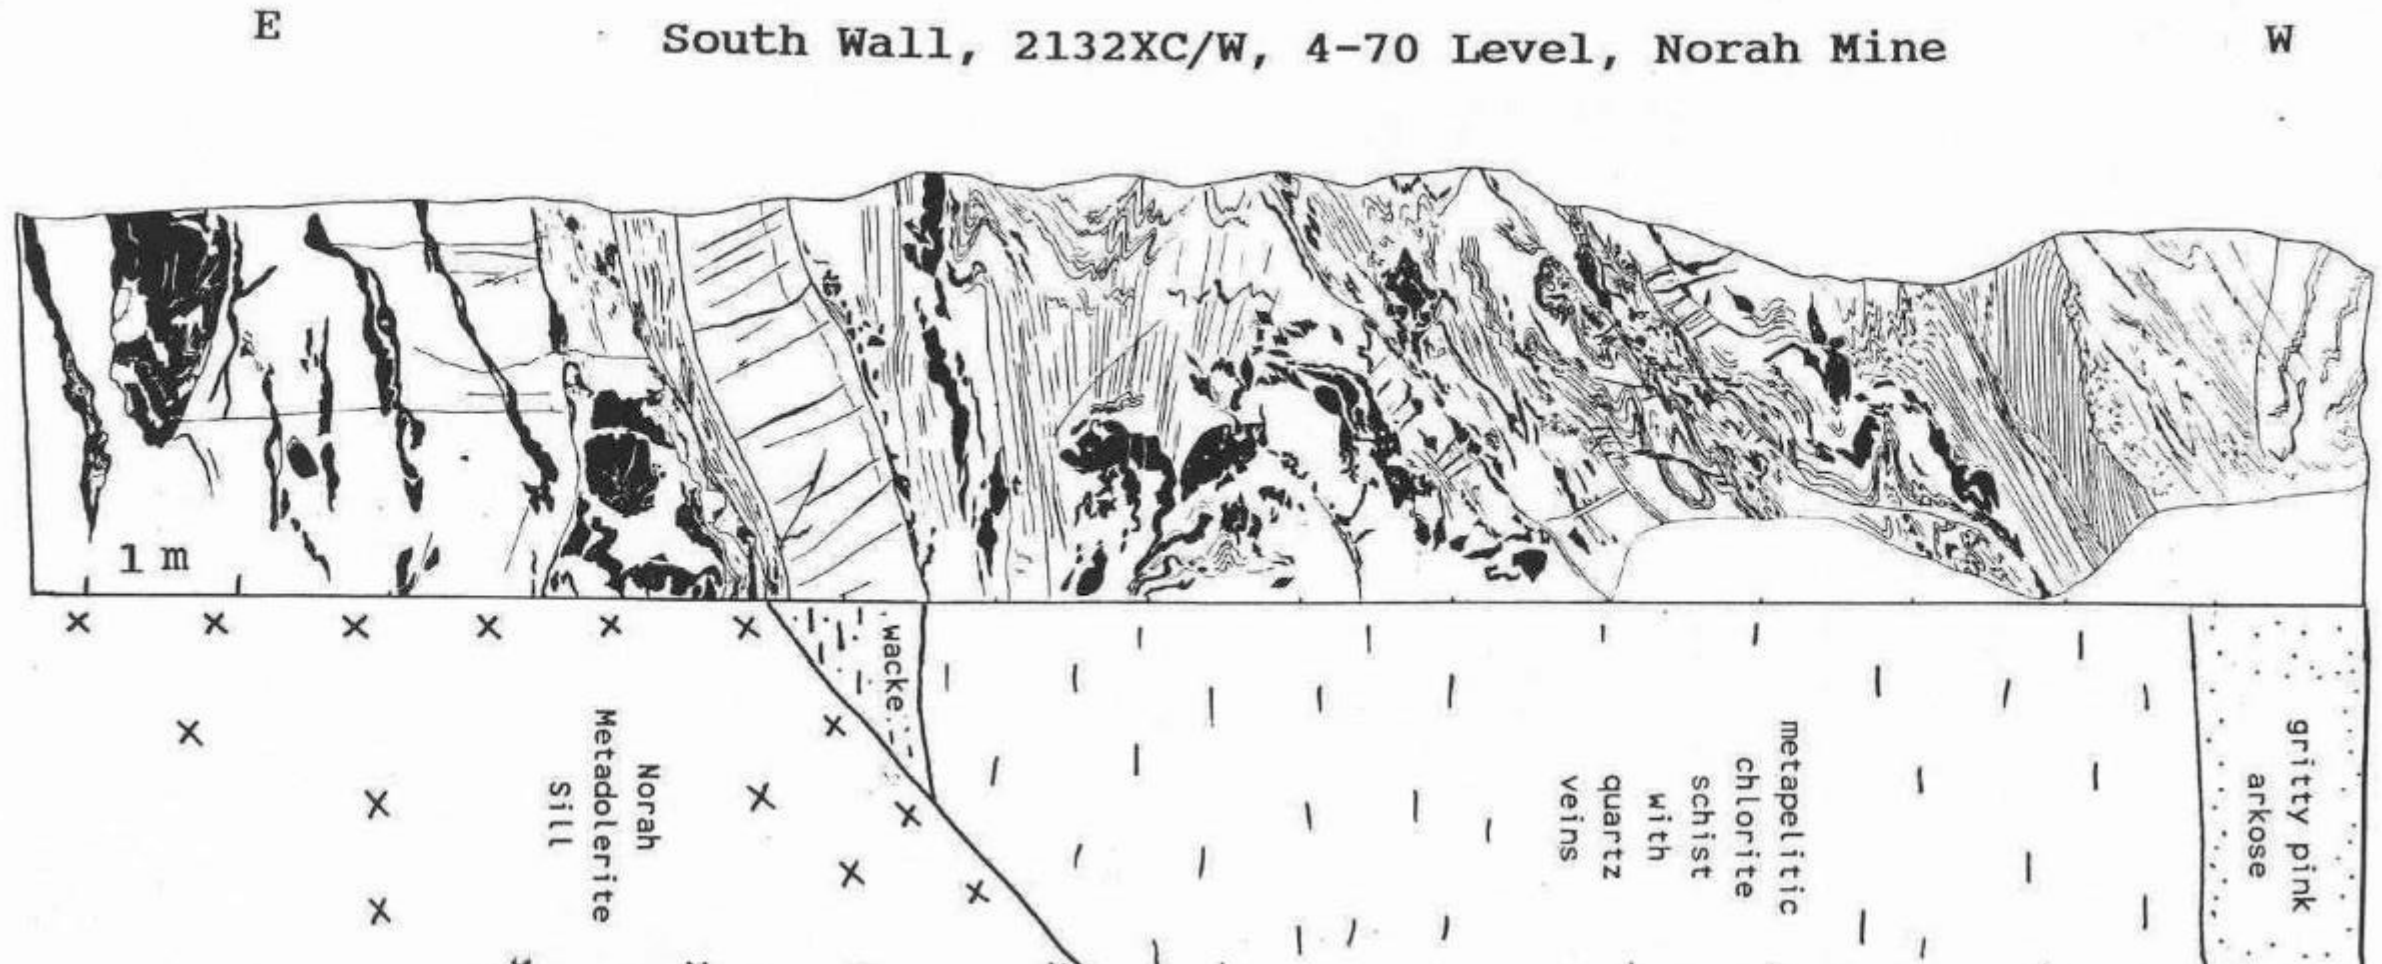 E
South Wall, 2132XC/W, 4-70 Level, Norah Mine
W
1 m
wacke
Norah
Metadolerite
Sill
metapelitic
chlorite
schist
with
quartz
veins
gritty pink
arkose